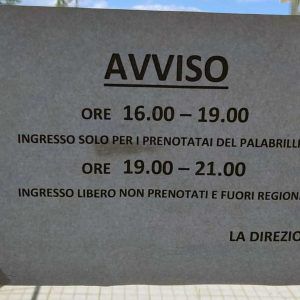 AVVISO
ORE 16.00 – 19.00
INGRESSO SOLO PER I PRENOTATAI DEL PALABRILL
ORE 19.00 – 21.00
INGRESSO LIBERO NON PRENOTATI E FUORI REGION
LA DIREZIO